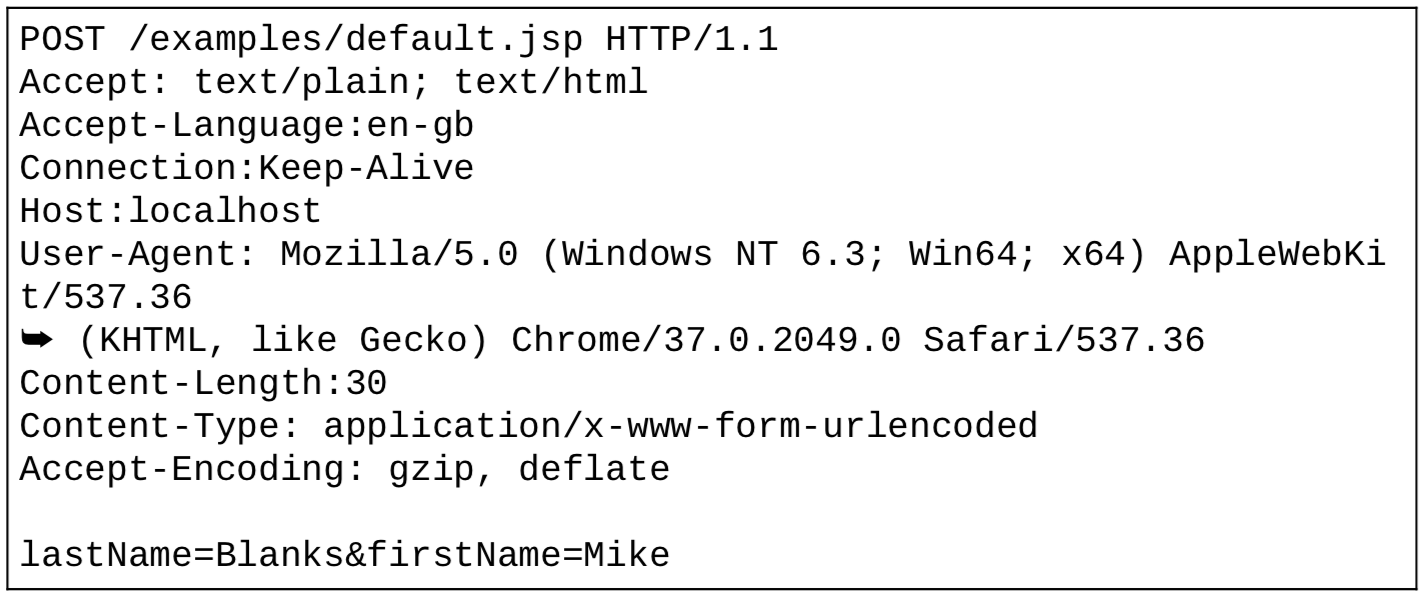 POST /examples/default.jsp HTTP/1.1
Accept: text/plain; text/html
Accept-Language:en-gb
Connection:Keep-Alive
Host:localhost
User-Agent: Mozilla/5.0 (Windows NT 6.3; Win64; x64) AppleWebKi
t/537.36
➥ (KHTML, like Gecko) Chrome/37.0.2049.0 Safari/537.36
Content-Length:30
Content-Type: application/x-www-form-urlencoded
Accept-Encoding: gzip, deflate

lastName=Blanks&firstName=Mike